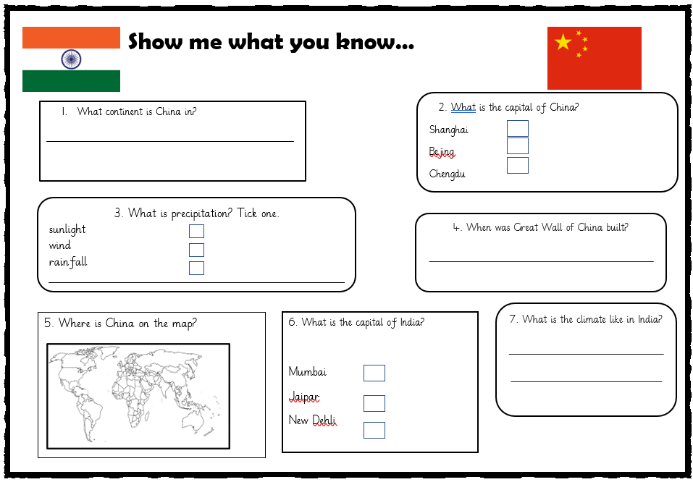 Show me what you know...
1. What continent is China in?
2. What is the capital of China?
Shanghai
Bejing
Chengdu
3. What is precipitation? Tick one.
sunlight
wind
rainfall
4. When was Great Wall of China built?
5. Where is China on the map?
6. What is the capital of India?
Mumbai
Jaipar
New Dehli
7. What is the climate like in India?